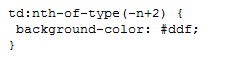 td:nth-of-type(-n+2) {
 background-color: #ddf;
}